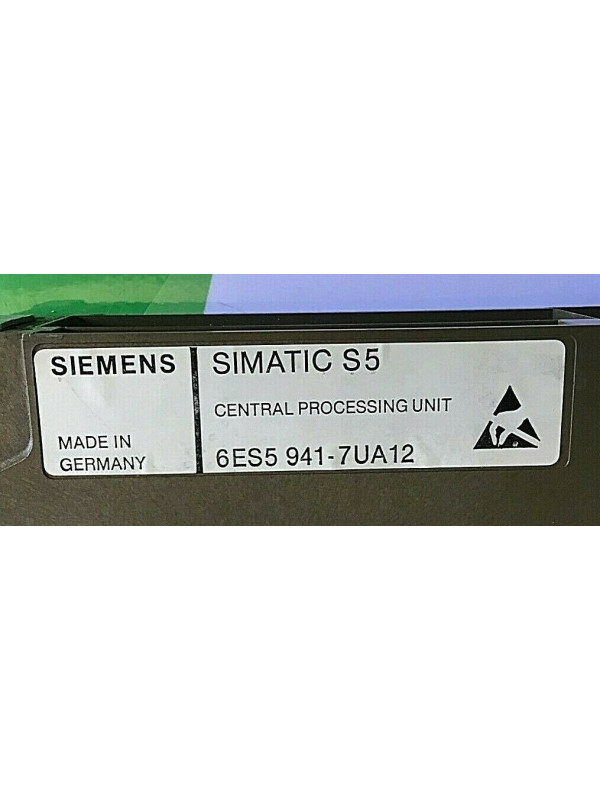 SIEMENS
MADE IN
GERMANY
SIMATIC S5
CENTRAL PROCESSING UNIT
6ES5 941-7UA12